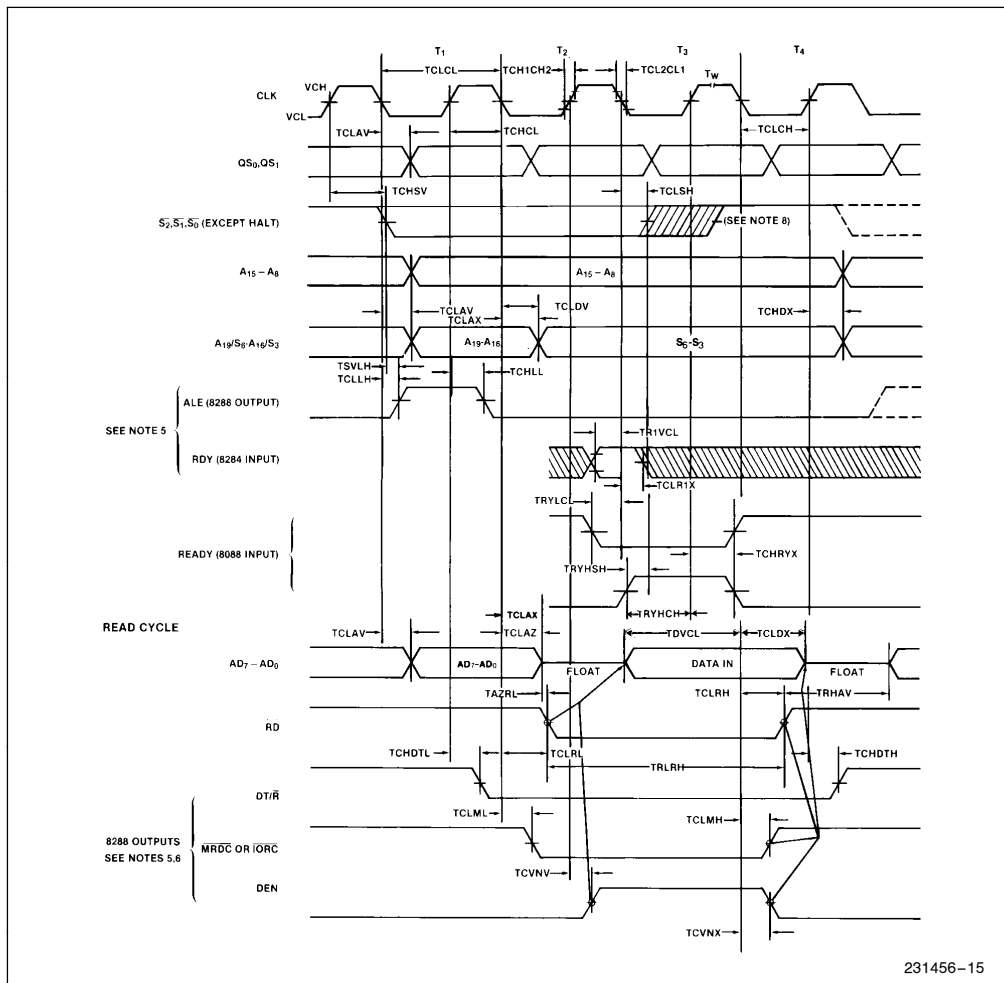 T1 T2 T3 T4
TCLCL TCH1CH2 TCL2CL1 TW
VCH
CLK
VCL
TCLAV TCHCL TCLCH
QS0,QS1
TCHSV TCLSH
S2,S1,S0 (EXCEPT HALT) (SEE NOTE 8)
A15 – A8 A15 – A8
TCLAV TCLDV TCHDX
TCLAX
A19/S6-A16/S3 A19-A16 S6-S3
TSVLH
TCLLH TCHLL
ALE (8288 OUTPUT)
SEE NOTE 5 TR1VCL
RDY (8284 INPUT)
TCLR1X
TRYLCL
READY (8088 INPUT) TCHRYX
TRYHSH
TCLAX TRYHCH
READ CYCLE
TCLAV TCLAZ TDVCL TCLDX
AD7 – AD0 AD7-AD0 FLOAT DATA IN FLOAT
TAZRL TCLRH TRHAV
RD
TCHDTL TCLRL TRLRH TCHDTH
DT/R
TCLML TCLMH
8288 OUTPUTS
SEE NOTES 5,6
MRDC OR IORC
TCVNV
DEN
TCVNX
231456–15